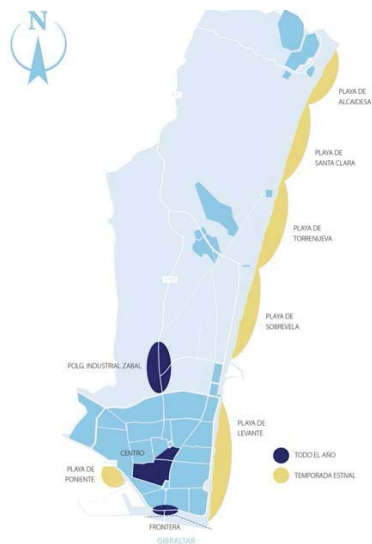 N
PLAYA DE
ALCAIDESA
PLAYA DE
SANTA CLARA
PLAYA DE
TORRENUEVA
PLAYA DE
SOBREVELA
POLG. INDUSTRIAL ZABAL
PLAYA DE
LEVANTE
CENTRO
TODO EL AÑO
PLAYA DE
PONIENTE
TEMPORADA ESTIVAL
FRONTERA
GIBRALTAR